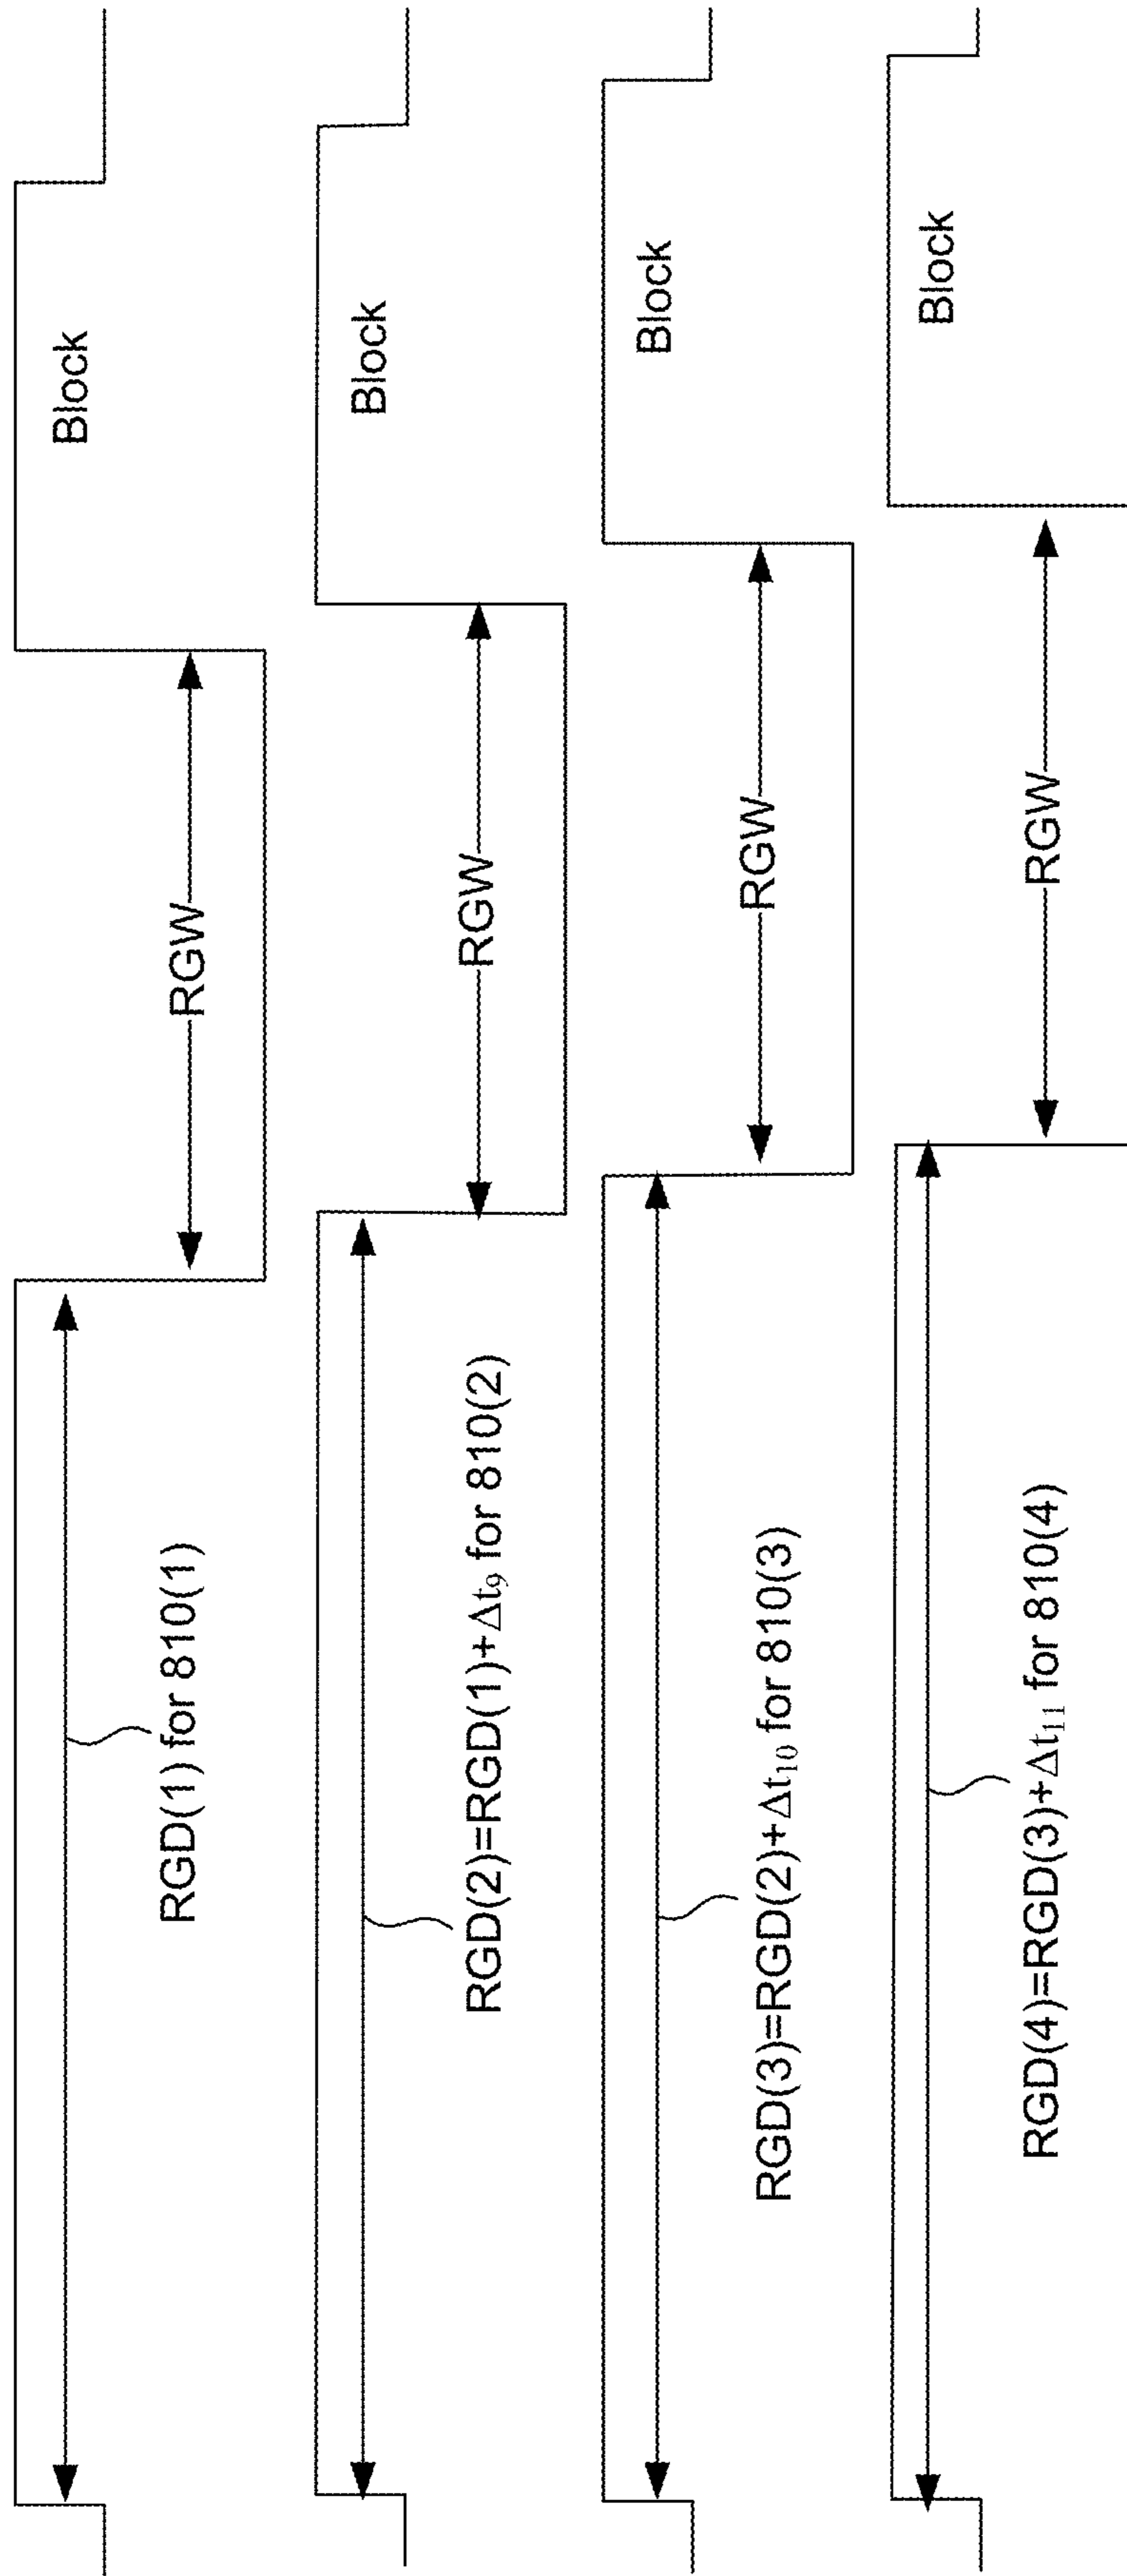 RGD(1) for 810(1)
RGW
Block
RGD(2)=RGD(1)+Δt₉ for 810(2)
RGW
Block
RGD(3)=RGD(2)+Δt₁₀ for 810(3)
RGW
Block
RGD(4)=RGD(3)+Δt₁₁ for 810(4)
RGW
Block